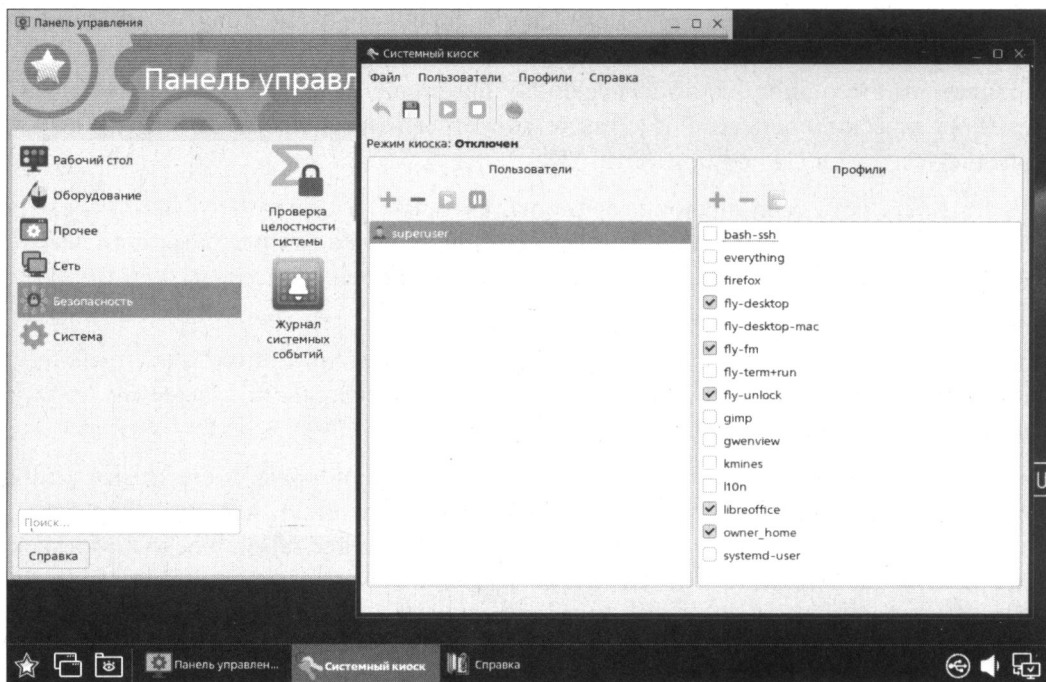 Панель управления
Панель управл
Рабочий стол
Оборудование
Прочее
Сеть
Безопасность
Система
Проверка
целостности
системы
Журнал
системных
событий
Поиск...
Справка
Системный киоск
Файл Пользователи Профили Справка
Режим киоска: Отключен
Пользователи
superuser
Профили
bash-ssh
everything
firefox
fly-desktop
fly-desktop-mac
fly-fm
fly-term+run
fly-unlock
gimp
gwenview
kmines
l10n
libreoffice
owner_home
systemd-user
U
Панель управлен...
Системный киоск
Справка